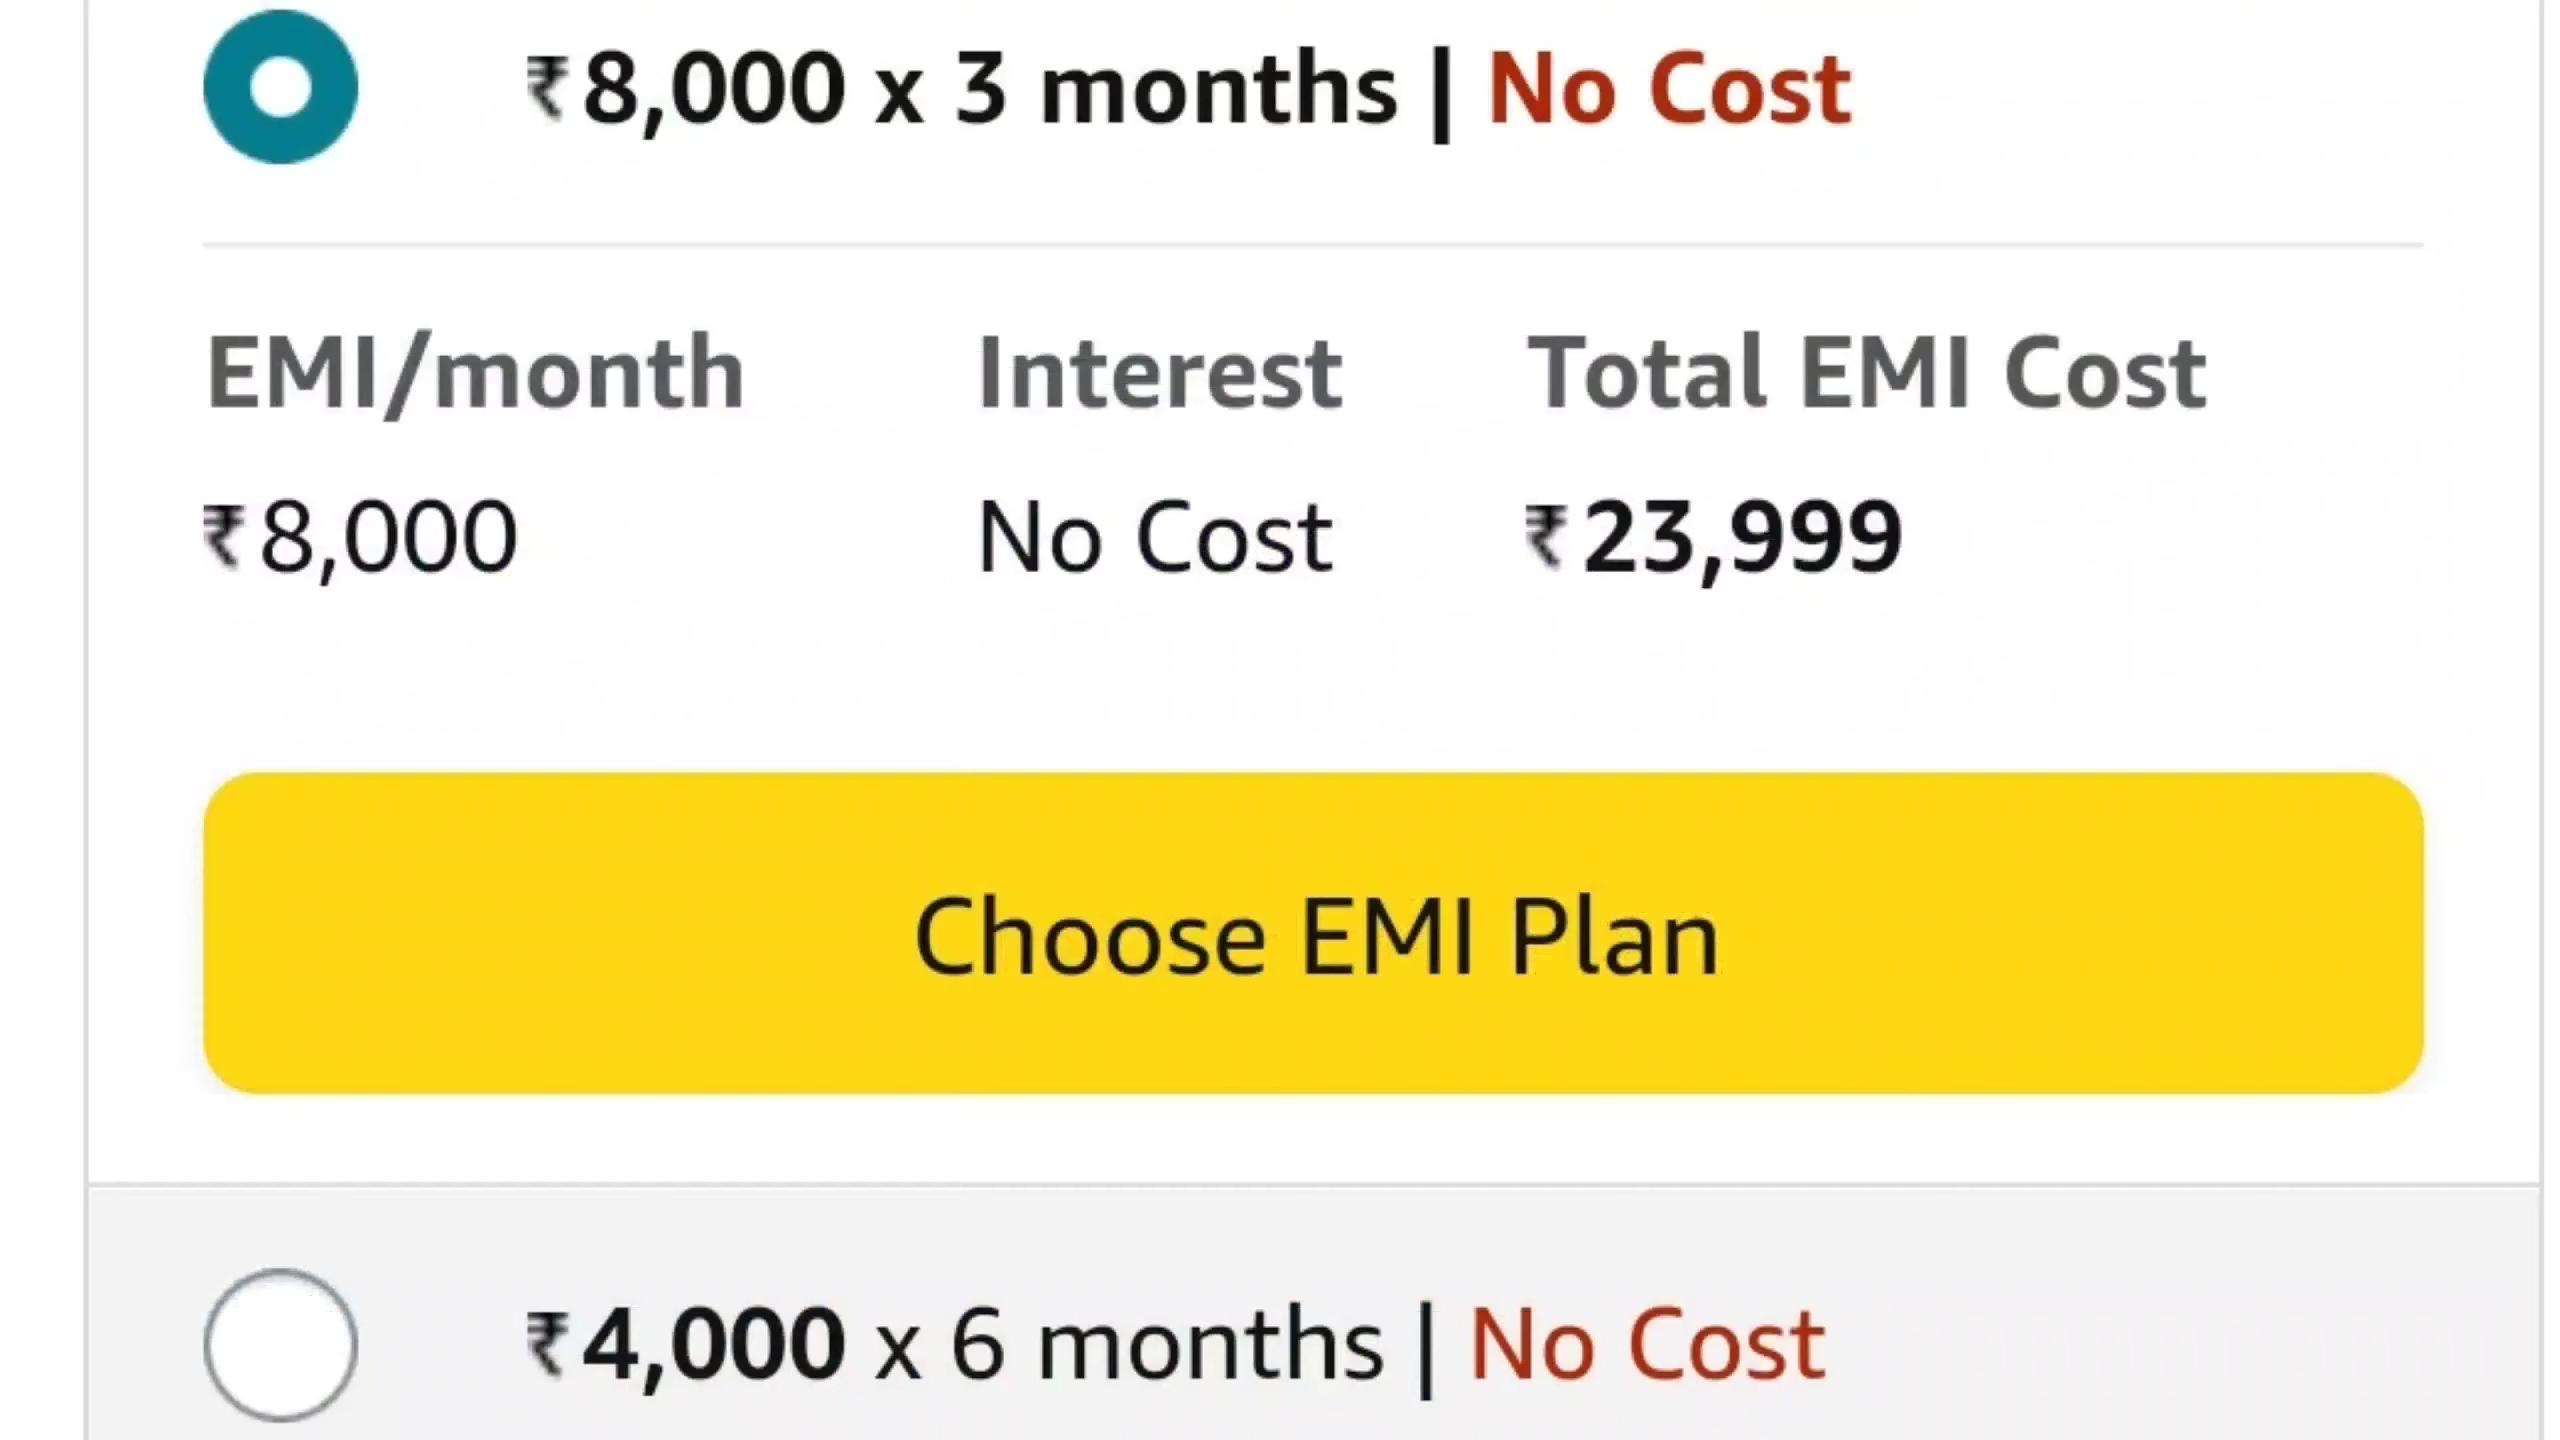 ₹8,000 x 3 months | No Cost
EMI/month Interest Total EMI Cost
₹8,000 No Cost ₹23,999
Choose EMI Plan
₹4,000 x 6 months | No Cost